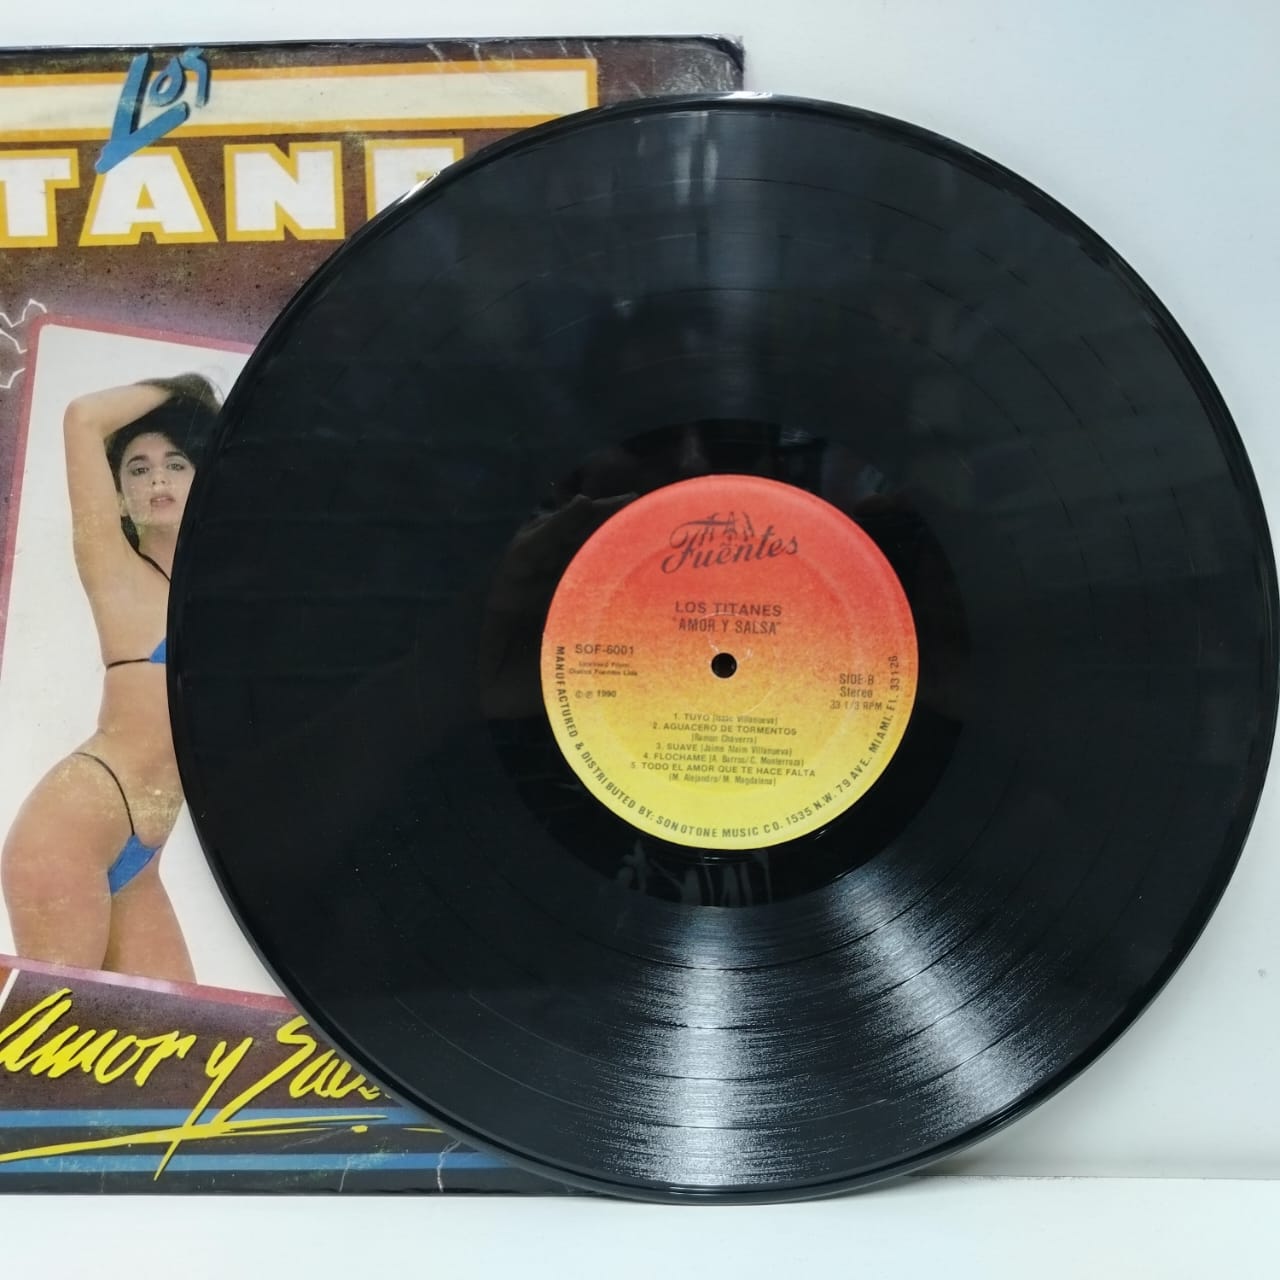 Los
TANE
Amor y Sals
Fuentes
LOS TITANES
"AMOR Y SALSA"
SOF-6001
Licensed From:
Discos Fuentes Ltda
© ℗ 1990
SIDE B
Stereo
33 1/3 RPM
1. TUYO (Isaac Villanueva)
2. AGUACERO DE TORMENTOS
(Ramon Chaverra)
3. SUAVE (Jaime Alaim Villanueva)
4. FLOCHAME (A. Barros/C. Monterroza)
5. TODO EL AMOR QUE TE HACE FALTA
(M. Alejandro/M. Magdalena)
MANUFACTURED & DISTRIBUTED BY: SONOTONE MUSIC CO. 1535 N.W. 79 AVE. MIAMI, FL. 33126